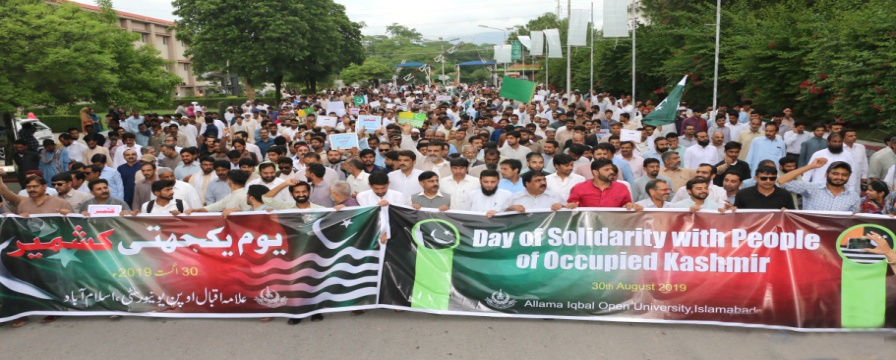 یوم یکجہتی کشمیر
30 اگست 2019ء
علامہ اقبال اوپن یونیورسٹی، اسلام آباد
Day of Solidarity with People
of Occupied Kashmir
30th August 2019
Allama Iqbal Open University,Islamabad